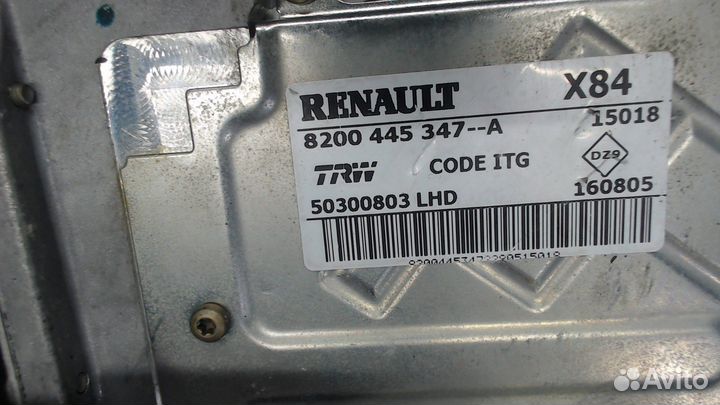 RENAULT X84
8200 445 347--A 15018
TRW CODE ITG DZ9
50300803 LHD 160805
Avito